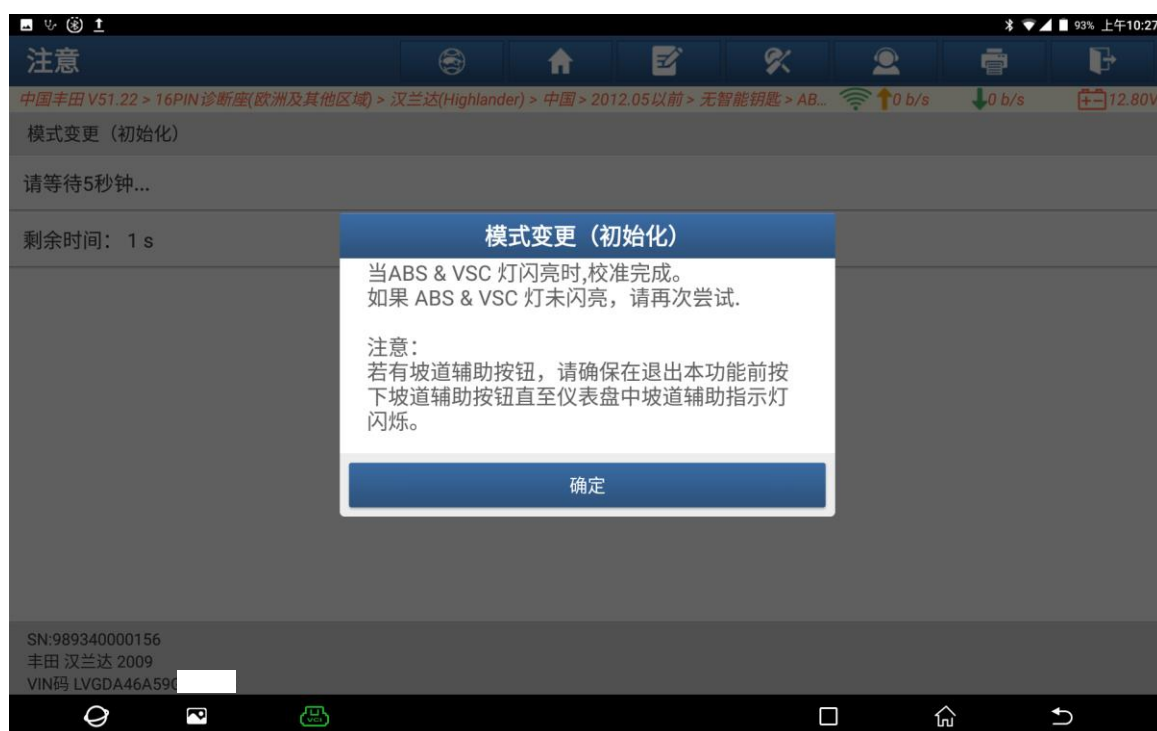 93% 上午10:27
注意
中国丰田 V51.22 > 16PIN诊断座(欧洲及其他区域) > 汉兰达(Highlander) > 中国 > 2012.05以前 > 无智能钥匙 > AB...
0 b/s
0 b/s
12.80V
模式变更（初始化）
请等待5秒钟...
剩余时间： 1 s
模式变更（初始化）
当ABS & VSC 灯闪亮时,校准完成。
如果 ABS & VSC 灯未闪亮，请再次尝试.
注意：
若有坡道辅助按钮，请确保在退出本功能前按
下坡道辅助按钮直至仪表盘中坡道辅助指示灯
闪烁。
确定
SN:989340000156
丰田 汉兰达 2009
VIN码 LVGDA46A59G
VCI